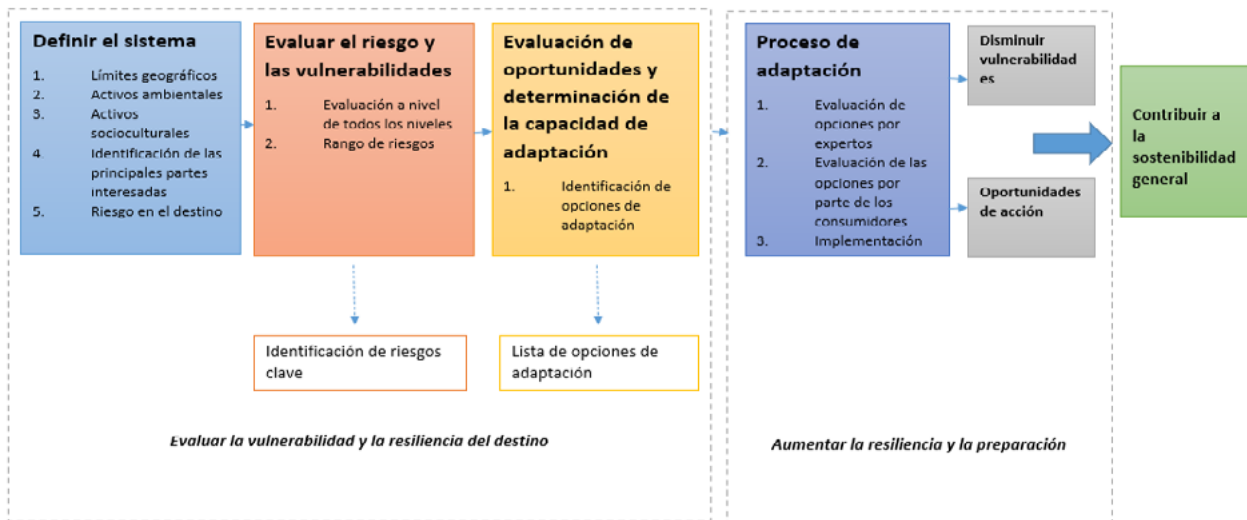 Definir el sistema
1. Límites geográficos
2. Activos ambientales
3. Activos
socioculturales
4. Identificación de las
principales partes
interesadas
5. Riesgo en el destino
Evaluar el riesgo y
las vulnerabilidades
1. Evaluación a nivel
de todos los niveles
2. Rango de riesgos
Evaluación de
oportunidades y
determinación de
la capacidad de
adaptación
1. Identificación de
opciones de
adaptación
Identificación de riesgos
clave
Lista de opciones de
adaptación
Evaluar la vulnerabilidad y la resiliencia del destino
Proceso de
adaptación
1. Evaluación de
opciones por
expertos
2. Evaluación de las
opciones por
parte de los
consumidores
3. Implementación
Disminuir
vulnerabilidad
es
Oportunidades
de acción
Aumentar la resiliencia y la preparación
Contribuir a
la
sostenibilidad
general